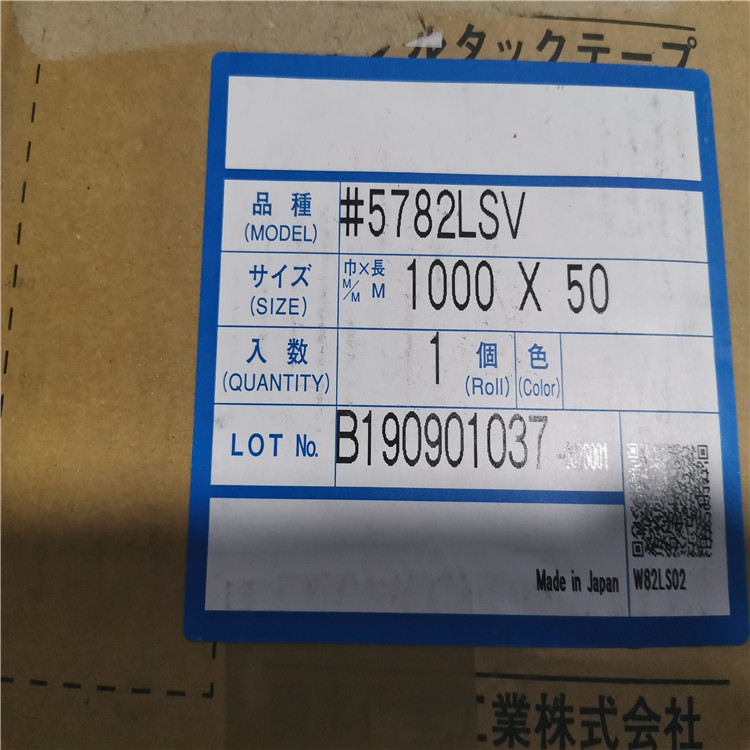 ルタックテープ
品種 #5782LSV
(MODEL)
サイズ 巾×長 1000 X 50
(SIZE) M/M M
入数 1 個 色
(QUANTITY) (Roll) (Color)
LOT No. B190901037
Made in Japan W82LS02
業株式会社